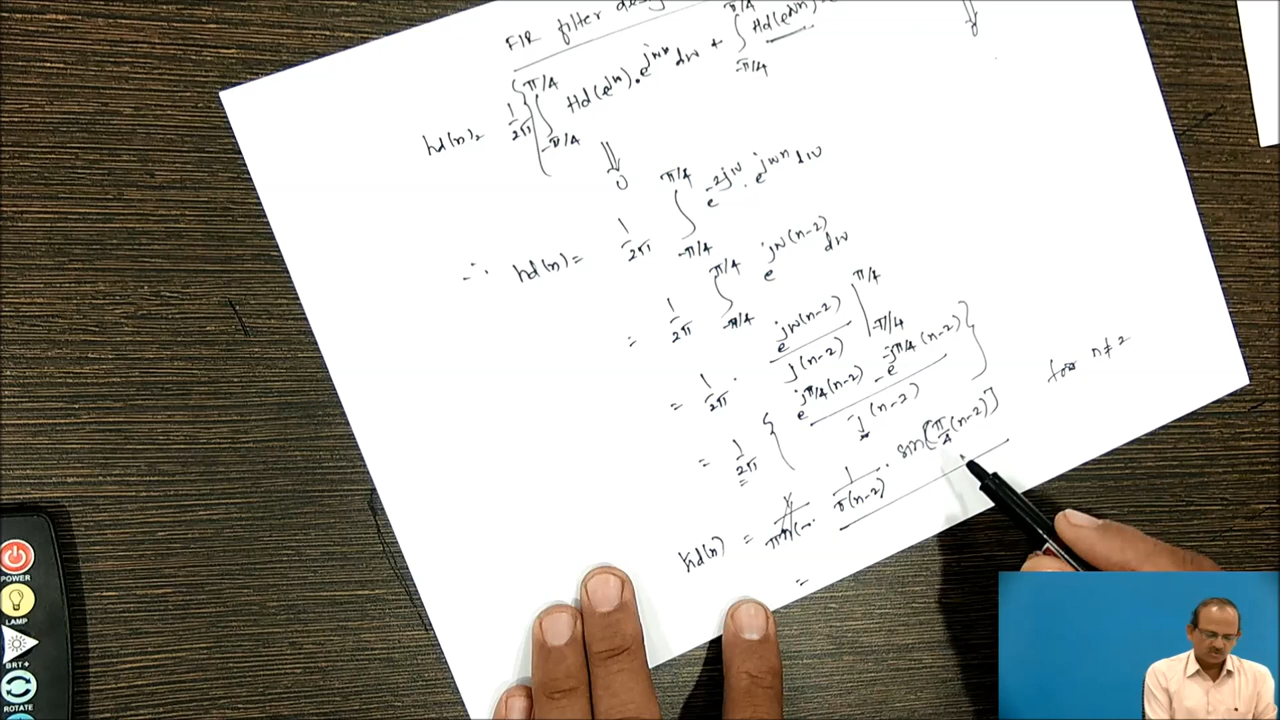 FIR filter des
hd(n) = 1/2π { ∫_{-π/4}^{π/4} Hd(e^{jw}) . e^{jwn} dw + ∫_{-π/4}^{π/4} Hd(e^{jw})
⇓ 0
∴ hd(n) = 1/2π ∫_{-π/4}^{π/4} e^{-2jw} . e^{jwn} dw
= 1/2π ∫_{-π/4}^{π/4} e^{jw(n-2)} dw
= 1/2π . e^{jw(n-2)} / j(n-2) |_{-π/4}^{π/4}
= 1/2π { e^{jπ/4(n-2)} - e^{-jπ/4(n-2)} / j(n-2) }
hd(n) = 1/π(n-2) . sin[π/4 (n-2)] for n≠2
=
POWER
LAMP
BRT+
ROTATE